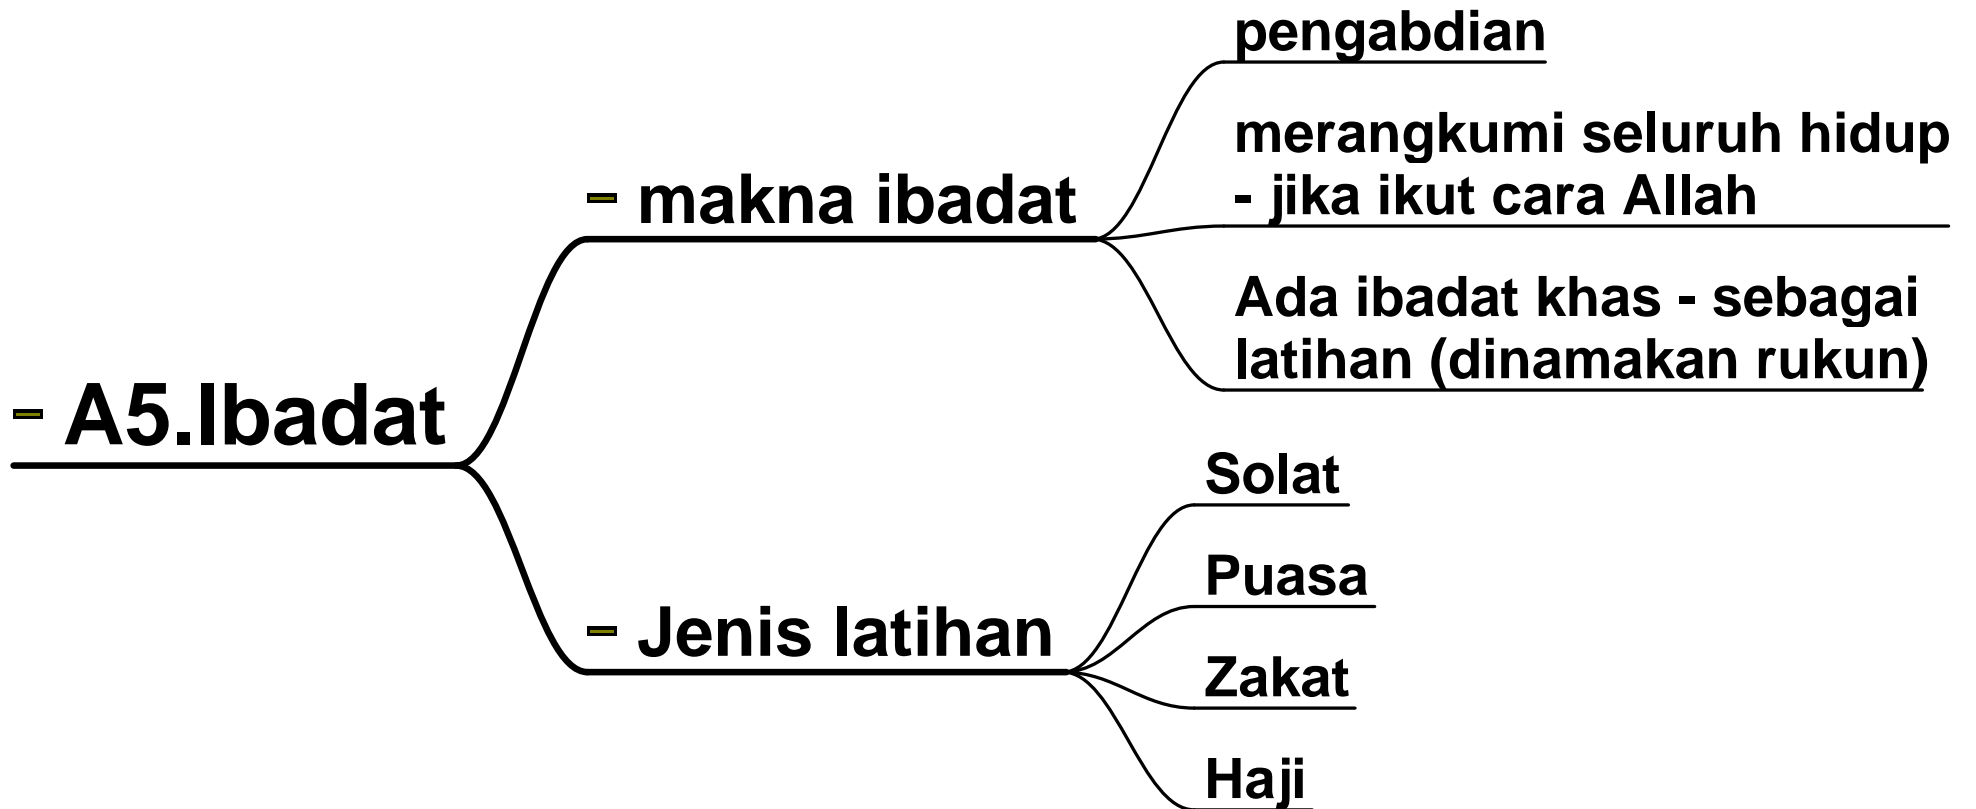 A5.Ibadat
makna ibadat
pengabdian
merangkumi seluruh hidup
- jika ikut cara Allah
Ada ibadat khas - sebagai
latihan (dinamakan rukun)
Jenis latihan
Solat
Puasa
Zakat
Haji